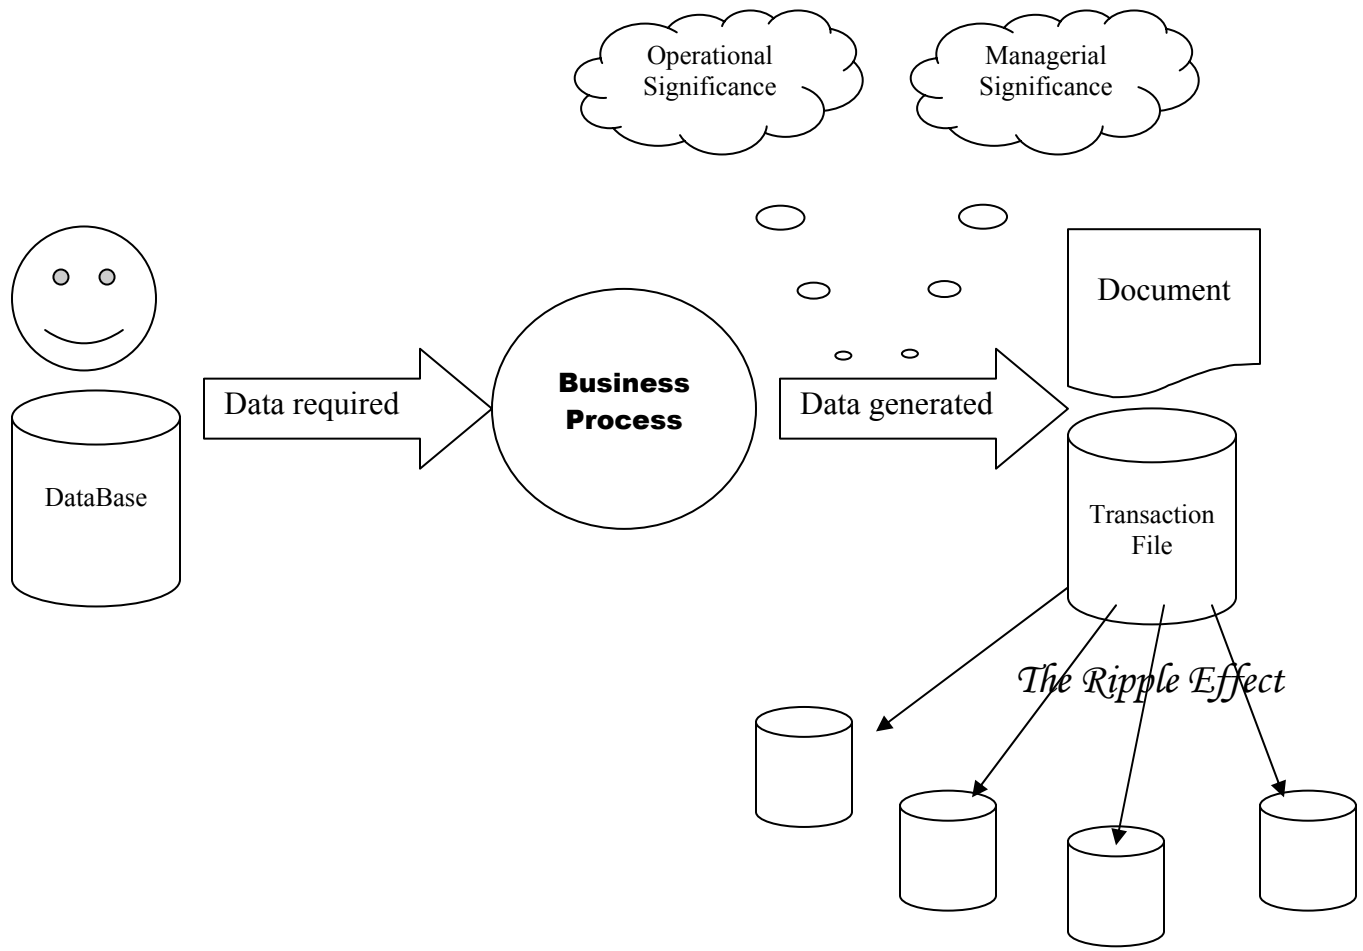 Operational
Significance
Managerial
Significance
Document
Data required
Business
Process
Data generated
DataBase
Transaction
File
The Ripple Effect